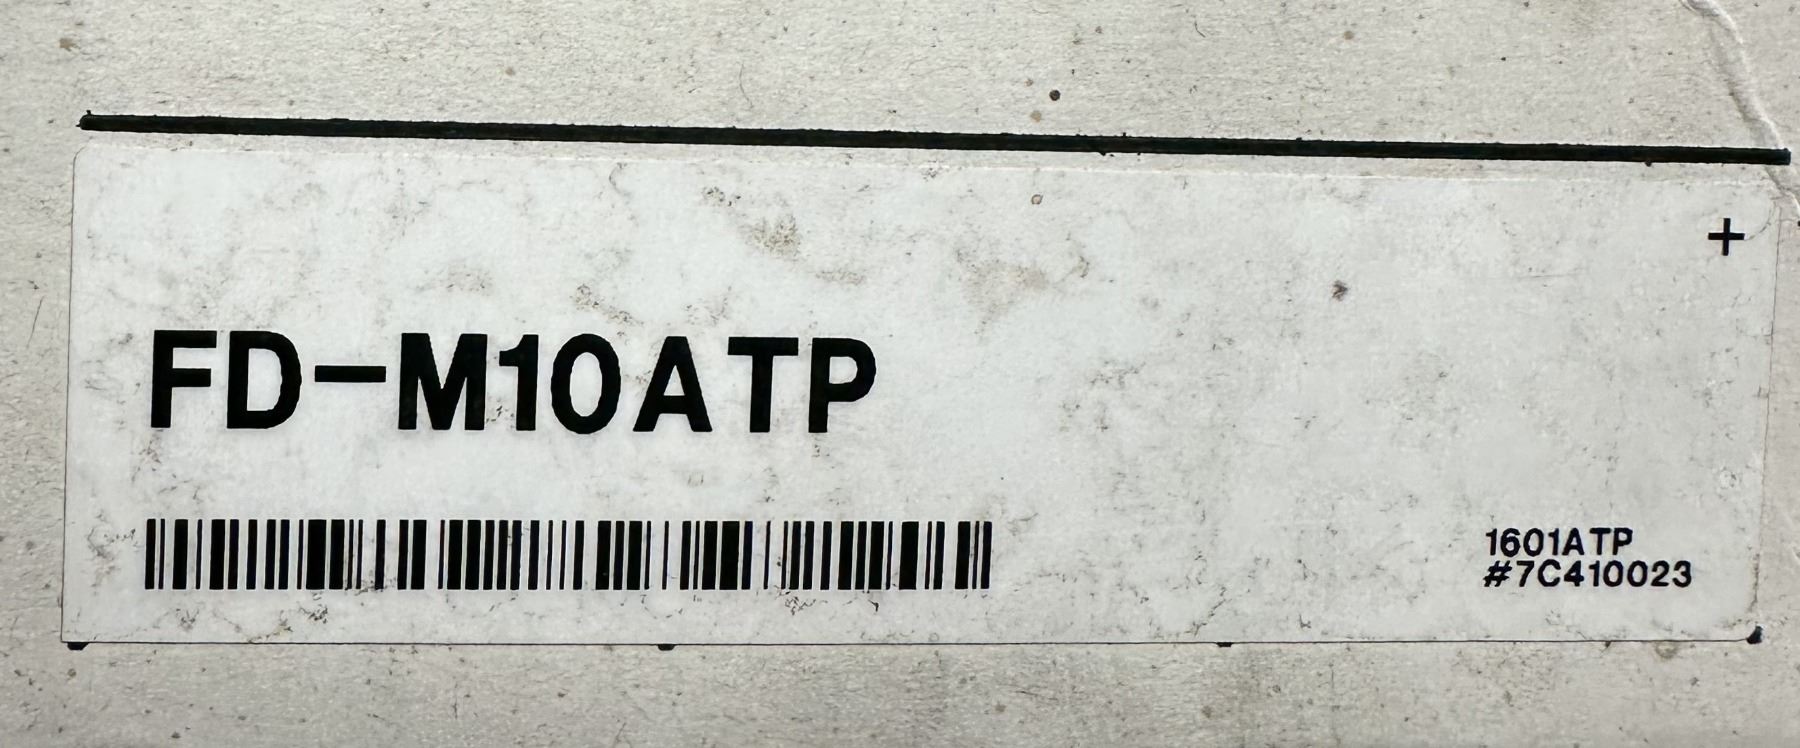 +
FD-M10ATP
1601ATP
#7C410023